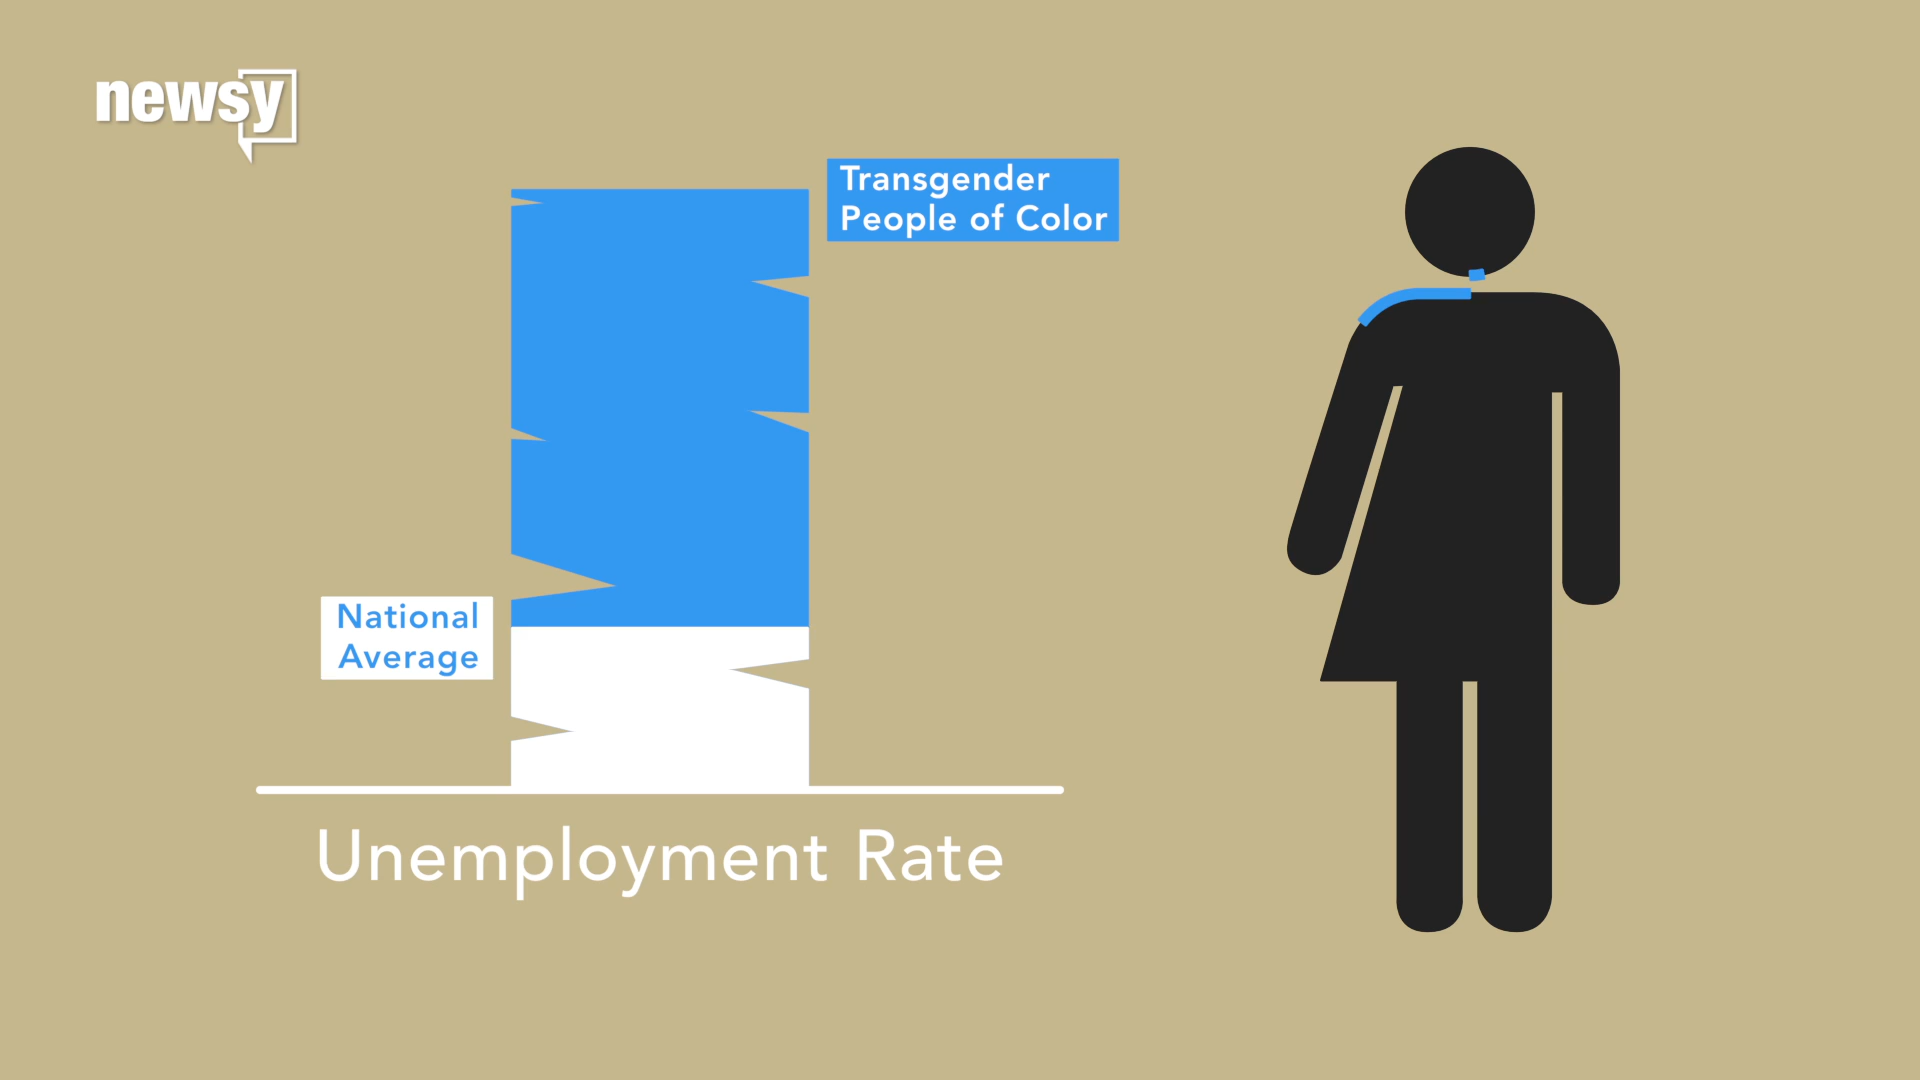 newsy
Transgender
People of Color
National
Average
Unemployment Rate